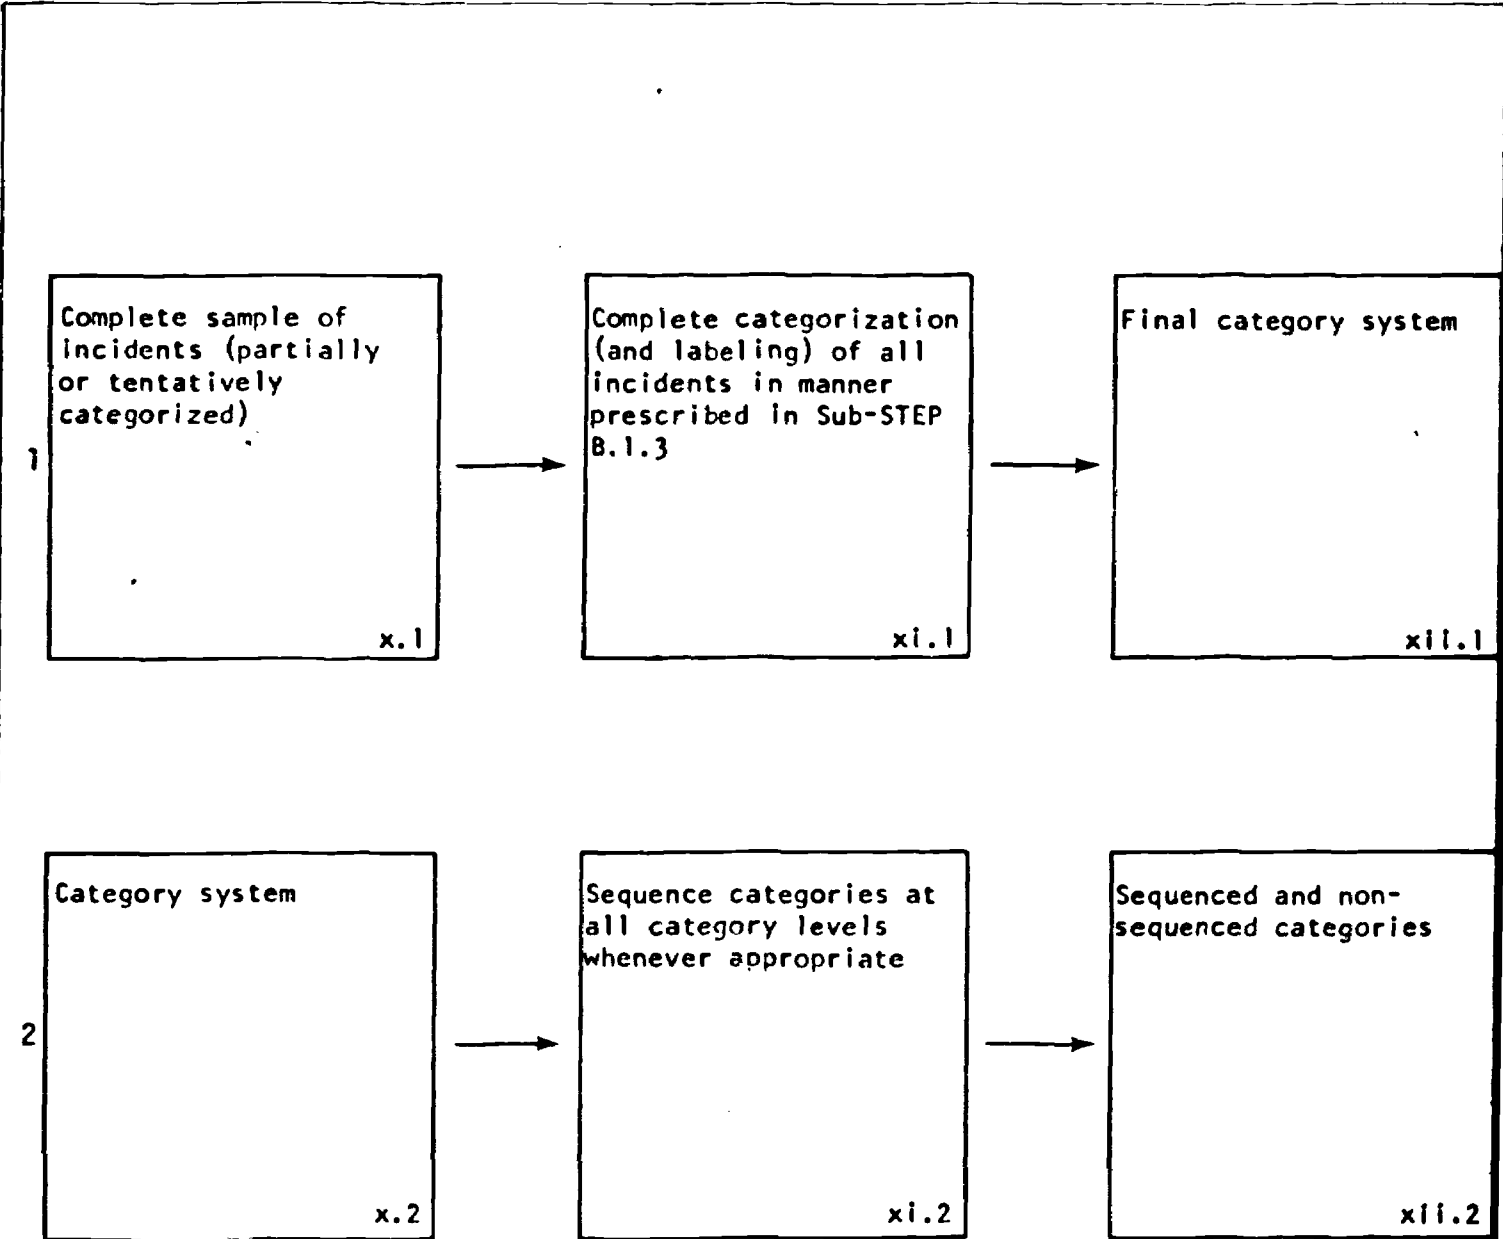 Complete sample of
incidents (partially
or tentatively
categorized)
1
x.1
Complete categorization
(and labeling) of all
incidents in manner
prescribed in Sub-STEP
B.1.3
xi.1
Final category system
xii.1
Category system
2
x.2
Sequence categories at
all category levels
whenever appropriate
xi.2
Sequenced and non-
sequenced categories
xii.2